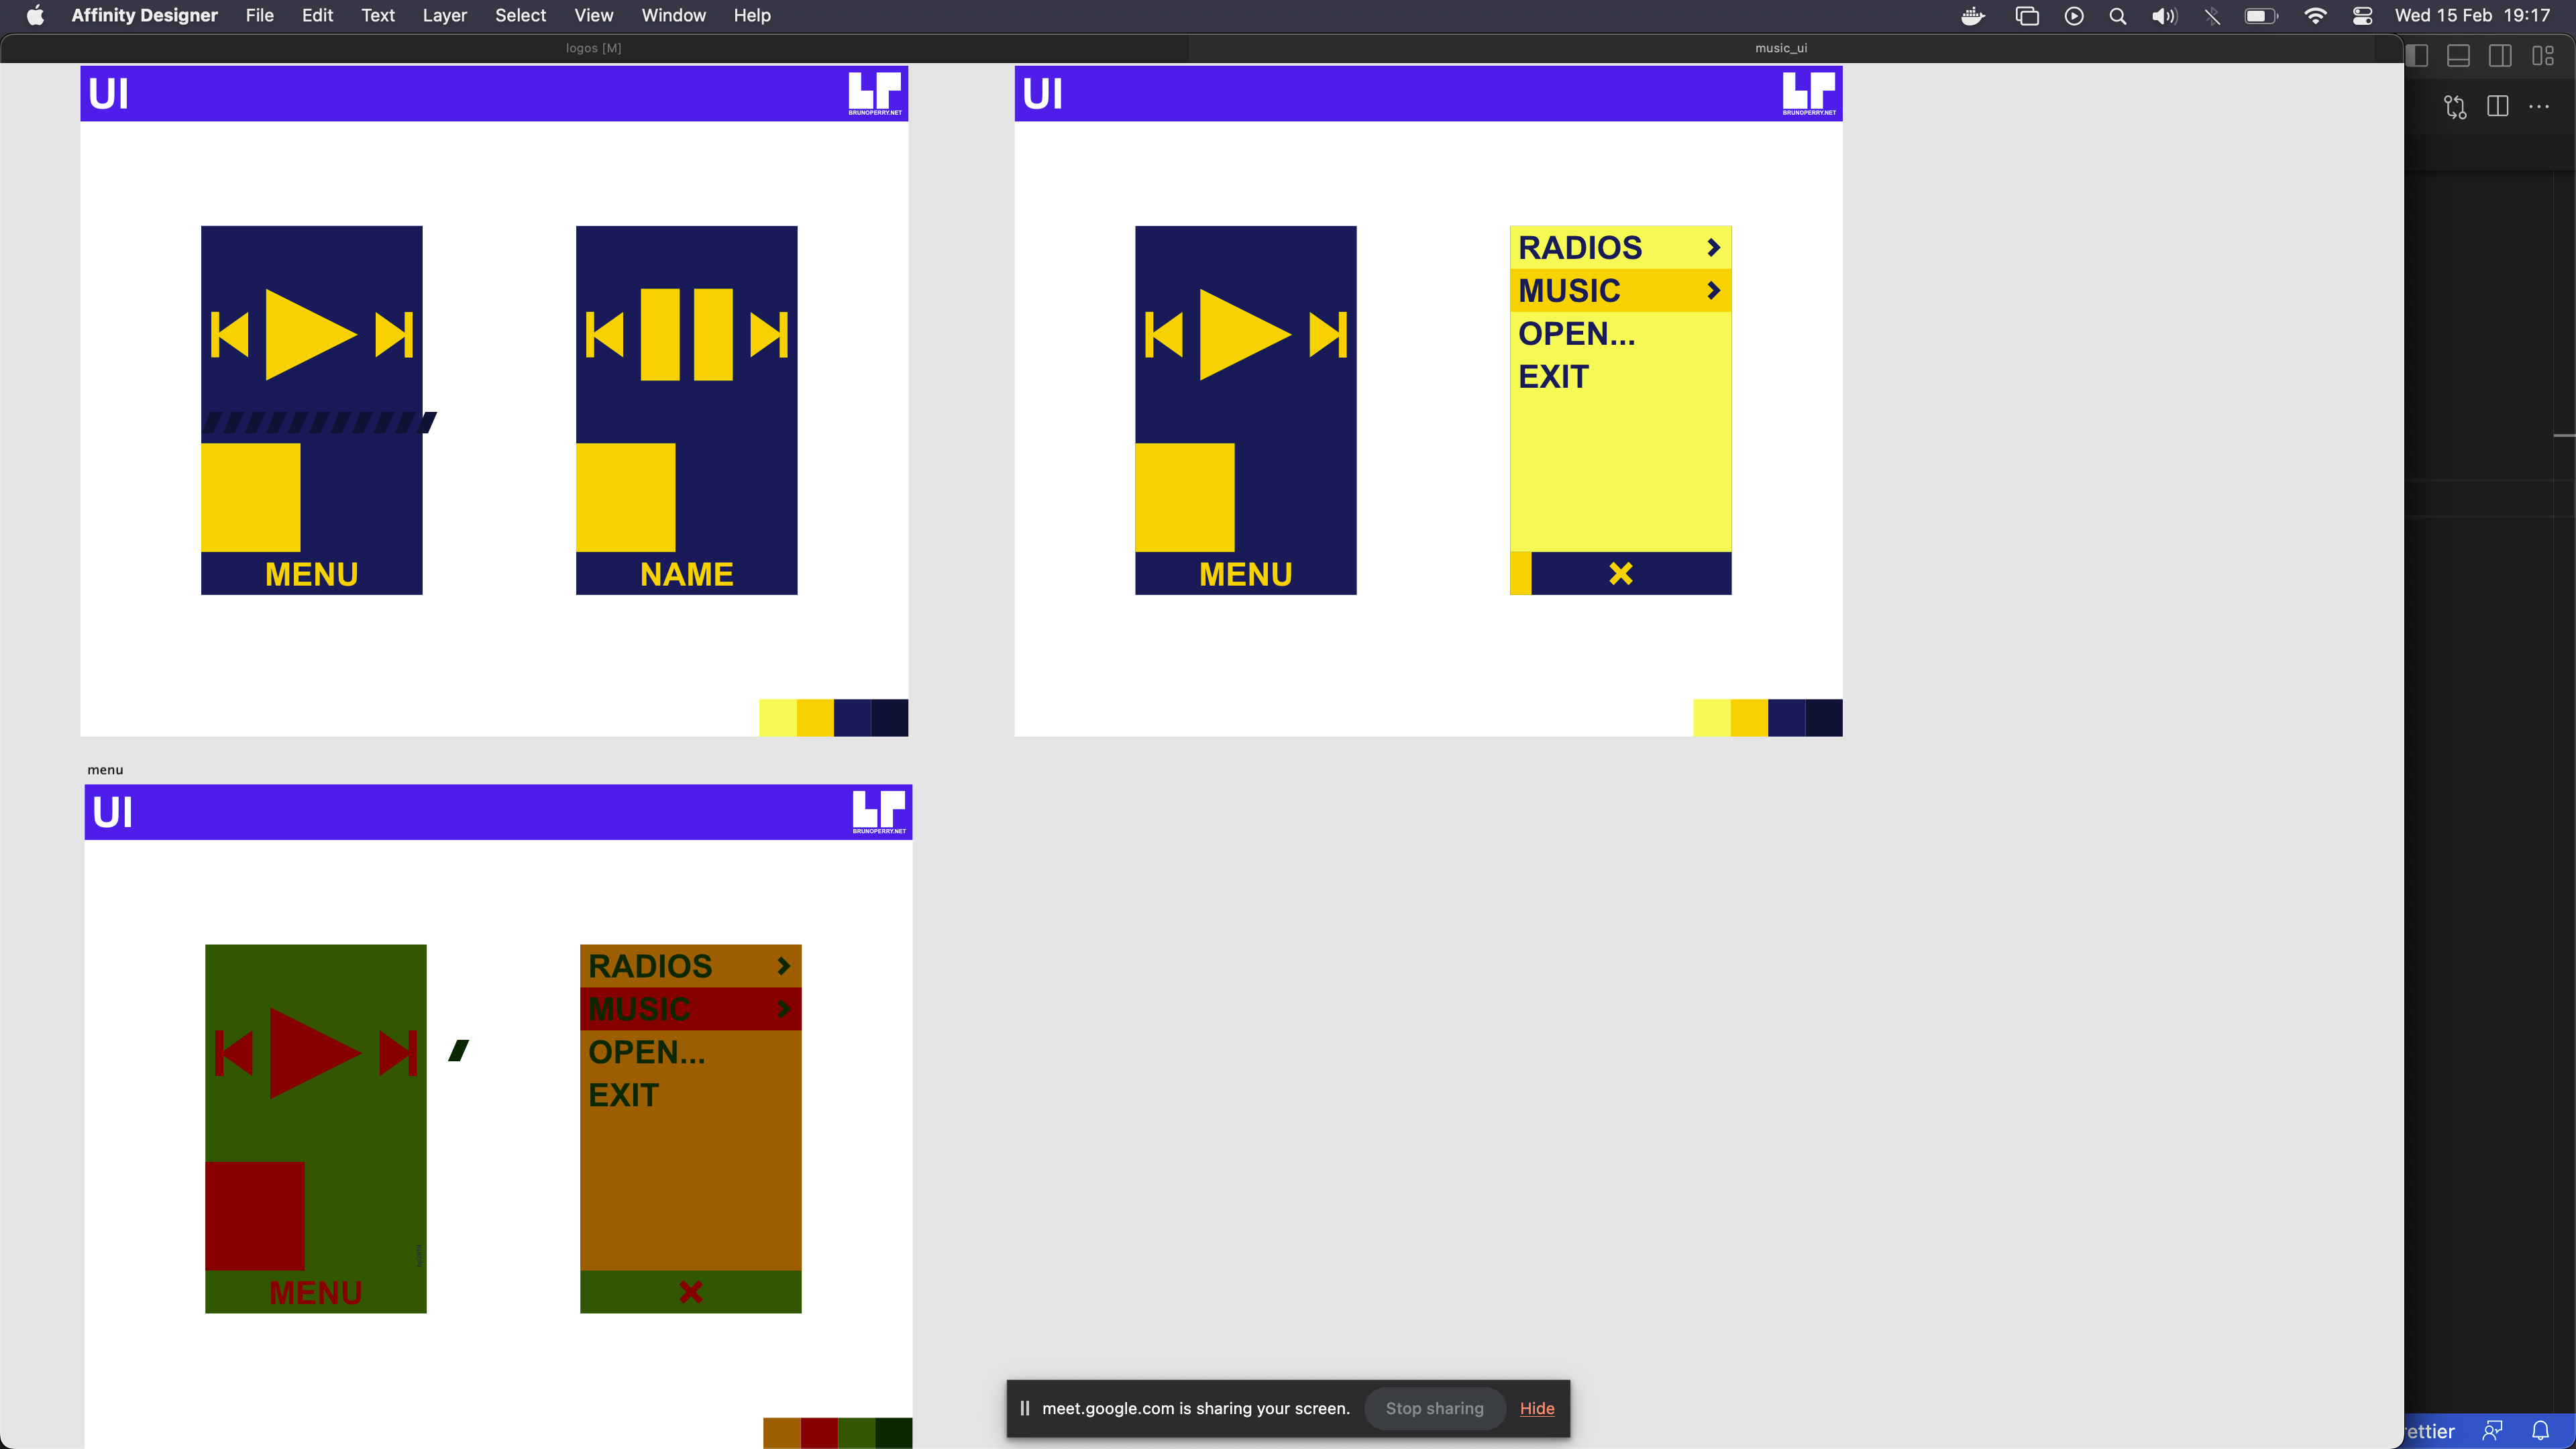 Affinity Designer File Edit Text Layer Select View Window Help Wed 15 Feb 19:17
logos [M] music_ui
UI
BRUNOPERRY.NET
MENU
NAME
UI
BRUNOPERRY.NET
MENU
RADIOS
MUSIC
OPEN...
EXIT
menu
UI
BRUNOPERRY.NET
MENU
RADIOS
MUSIC
OPEN...
EXIT
meet.google.com is sharing your screen. Stop sharing Hide
ettier